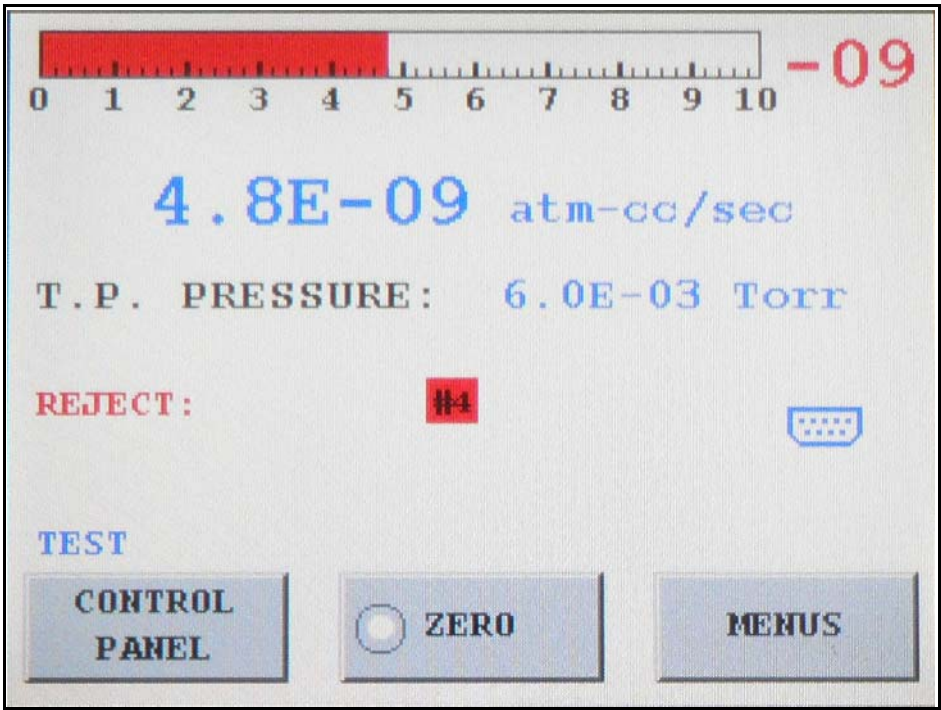 -09
0 1 2 3 4 5 6 7 8 9 10
4.8E-09 atm-cc/sec
T.P. PRESSURE: 6.0E-03 Torr
REJECT: #4
TEST
CONTROL PANEL
ZERO
MENUS